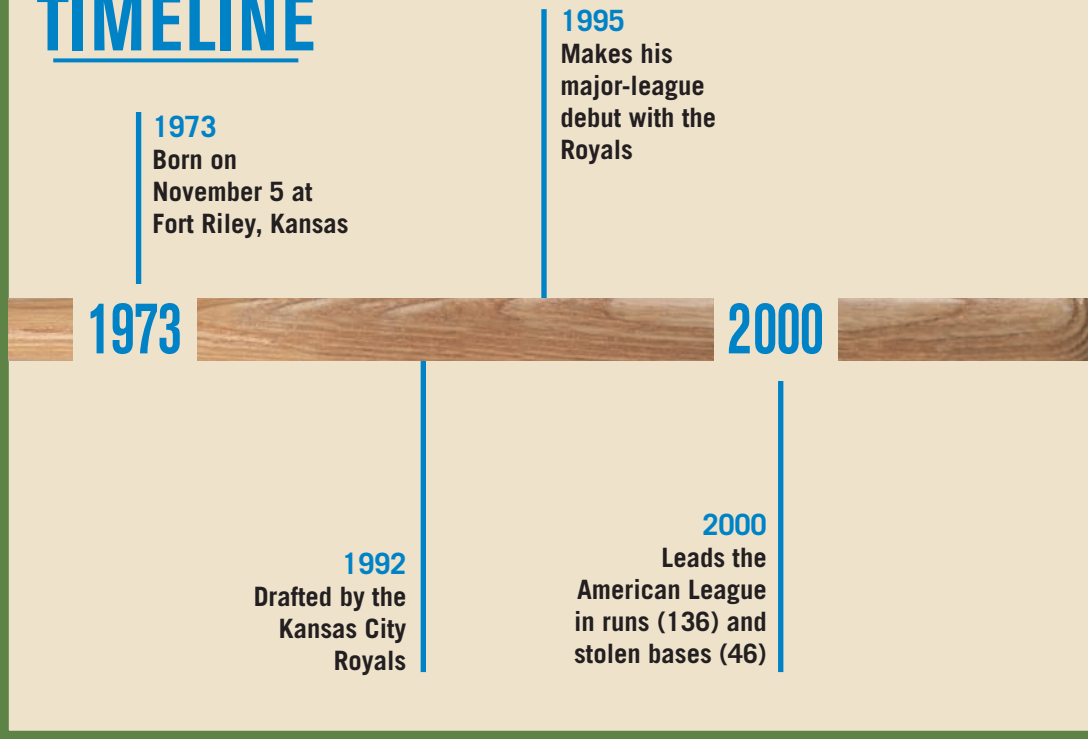 TIMELINE
1973
Born on
November 5 at
Fort Riley, Kansas
1995
Makes his
major-league
debut with the
Royals
1973
2000
1992
Drafted by the
Kansas City
Royals
2000
Leads the
American League
in runs (136) and
stolen bases (46)